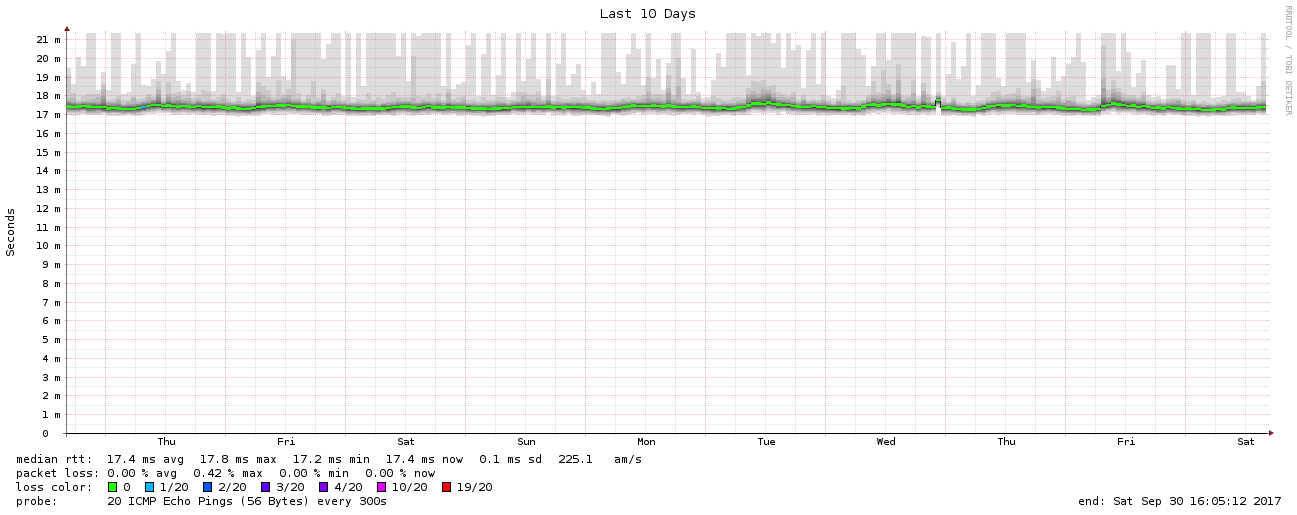 Last 10 Days
RRDTOOL / TOBI OETIKER
Seconds
21 m
20 m
19 m
18 m
17 m
16 m
15 m
14 m
13 m
12 m
11 m
10 m
9 m
8 m
7 m
6 m
5 m
4 m
3 m
2 m
1 m
0
Thu Fri Sat Sun Mon Tue Wed Thu Fri Sat
median rtt: 17.4 ms avg 17.8 ms max 17.2 ms min 17.4 ms now 0.1 ms sd 225.1 am/s
packet loss: 0.00 % avg 0.42 % max 0.00 % min 0.00 % now
loss color: 0 1/20 2/20 3/20 4/20 10/20 19/20
probe: 20 ICMP Echo Pings (56 Bytes) every 300s end: Sat Sep 30 16:05:12 2017